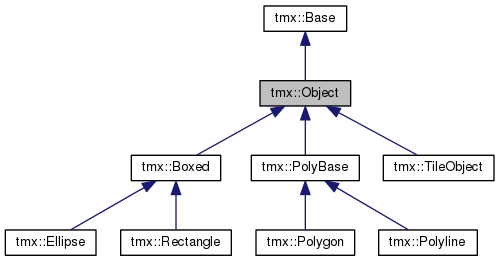 tmx::Base
tmx::Object
tmx::Boxed
tmx::PolyBase
tmx::TileObject
tmx::Ellipse
tmx::Rectangle
tmx::Polygon
tmx::Polyline